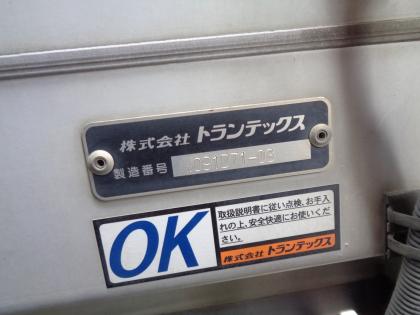 株式会社 トランテックス
製造番号
OK
取扱説明書に従い点検、お手入
れの上、安全快適にお使いくだ
さい。
株式会社 トランテックス